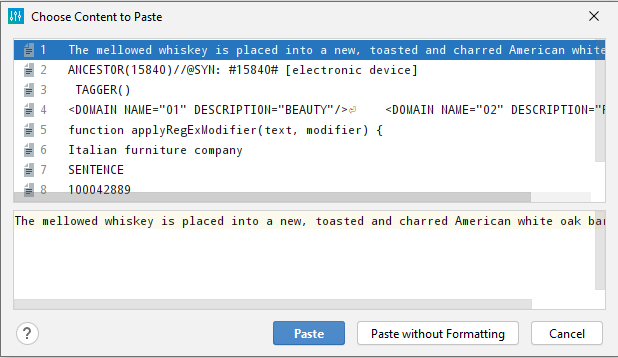 Choose Content to Paste
1 The mellowed whiskey is placed into a new, toasted and charred American white
2 ANCESTOR(15840)//@SYN: #15840# [electronic device]
3 TAGGER()
4 <DOMAIN NAME="01" DESCRIPTION="BEAUTY"/>⏎ <DOMAIN NAME="02" DESCRIPTION="
5 function applyRegExModifier(text, modifier) {
6 Italian furniture company
7 SENTENCE
8 100042889
The mellowed whiskey is placed into a new, toasted and charred American white oak
? Paste Paste without Formatting Cancel